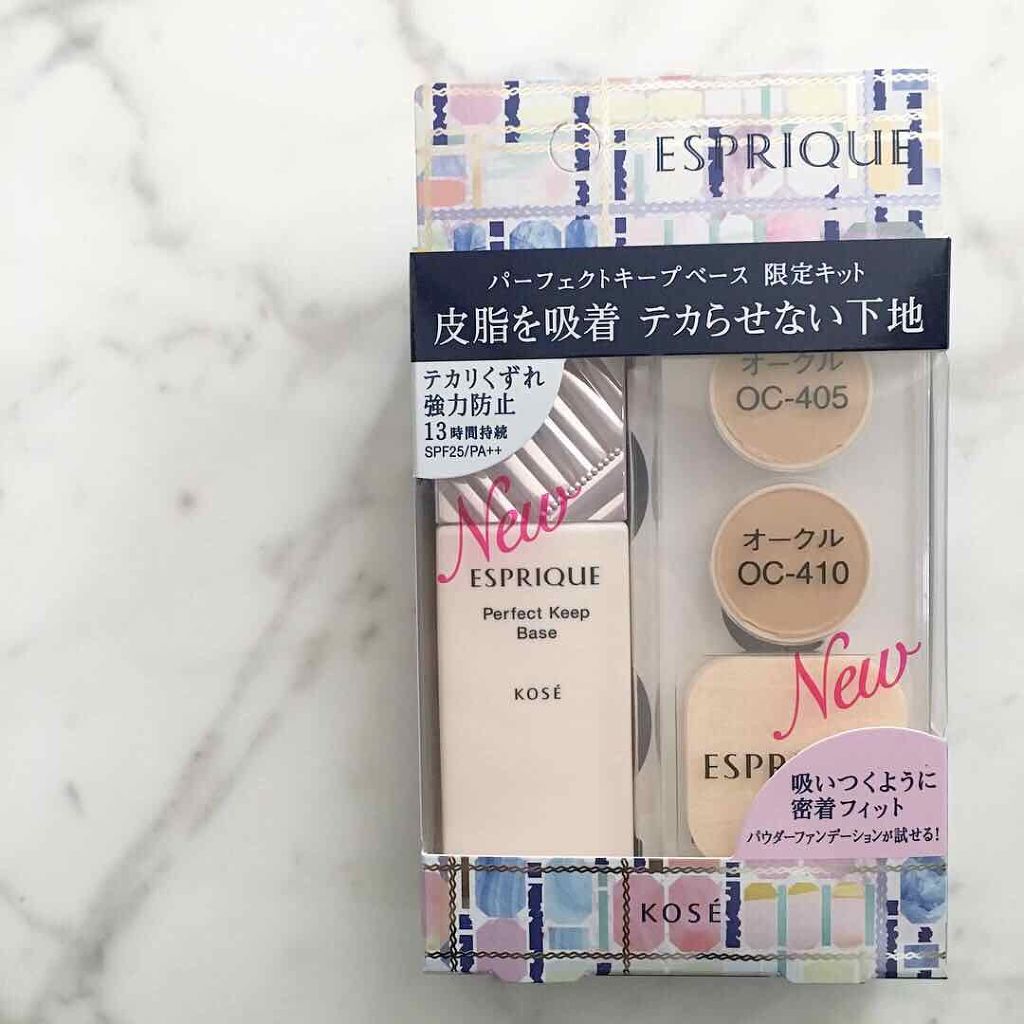 ESPRIQUE
パーフェクトキープベース 限定キット
皮脂を吸着 テカらせない下地
テカリくずれ
強力防止
13時間持続
SPF25/PA++
New
ESPRIQUE
Perfect Keep
Base
KOSÉ
オークル
OC-405
オークル
OC-410
New
ESPR
吸いつくように
密着フィット
パウダーファンデーションが試せる!
KOSÉ